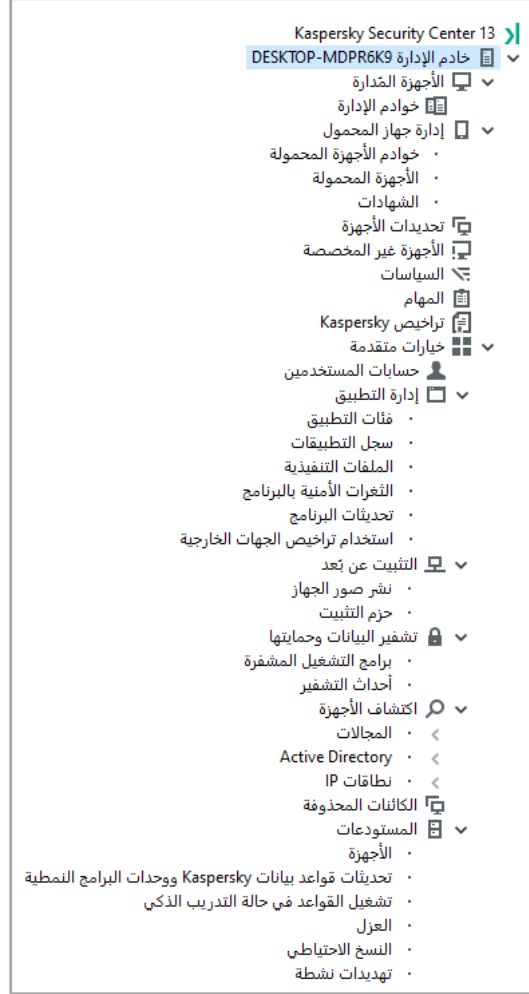 Kaspersky Security Center 13
خادم الإدارة DESKTOP-MDPR6K9
الأجهزة المُدارة
خوادم الإدارة
إدارة جهاز المحمول
خوادم الأجهزة المحمولة
الأجهزة المحمولة
الشهادات
تحديدات الأجهزة
الأجهزة غير المخصصة
السياسات
المهام
تراخيص Kaspersky
خيارات متقدمة
حسابات المستخدمين
إدارة التطبيق
فئات التطبيق
سجل التطبيقات
الملفات التنفيذية
الثغرات الأمنية بالبرنامج
تحديثات البرنامج
استخدام تراخيص الجهات الخارجية
التثبيت عن بُعد
نشر صور الجهاز
حزم التثبيت
تشفير البيانات وحمايتها
برامج التشغيل المشفرة
أحداث التشفير
اكتشاف الأجهزة
المجالات
Active Directory
نطاقات IP
الكائنات المحذوفة
المستودعات
الأجهزة
تحديثات قواعد بيانات Kaspersky ووحدات البرامج النمطية
تشغيل القواعد في حالة التدريب الذكي
العزل
النسخ الاحتياطي
تهديدات نشطة